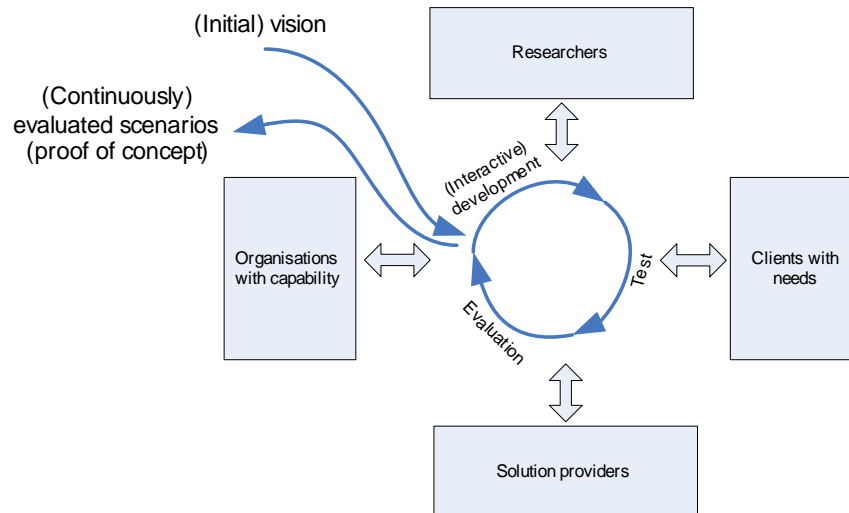 (Initial) vision
Researchers
(Continuously)
evaluated scenarios
(proof of concept)
(Interactive)
development
Organisations
with capability
Test
Clients with
needs
Evaluation
Solution providers